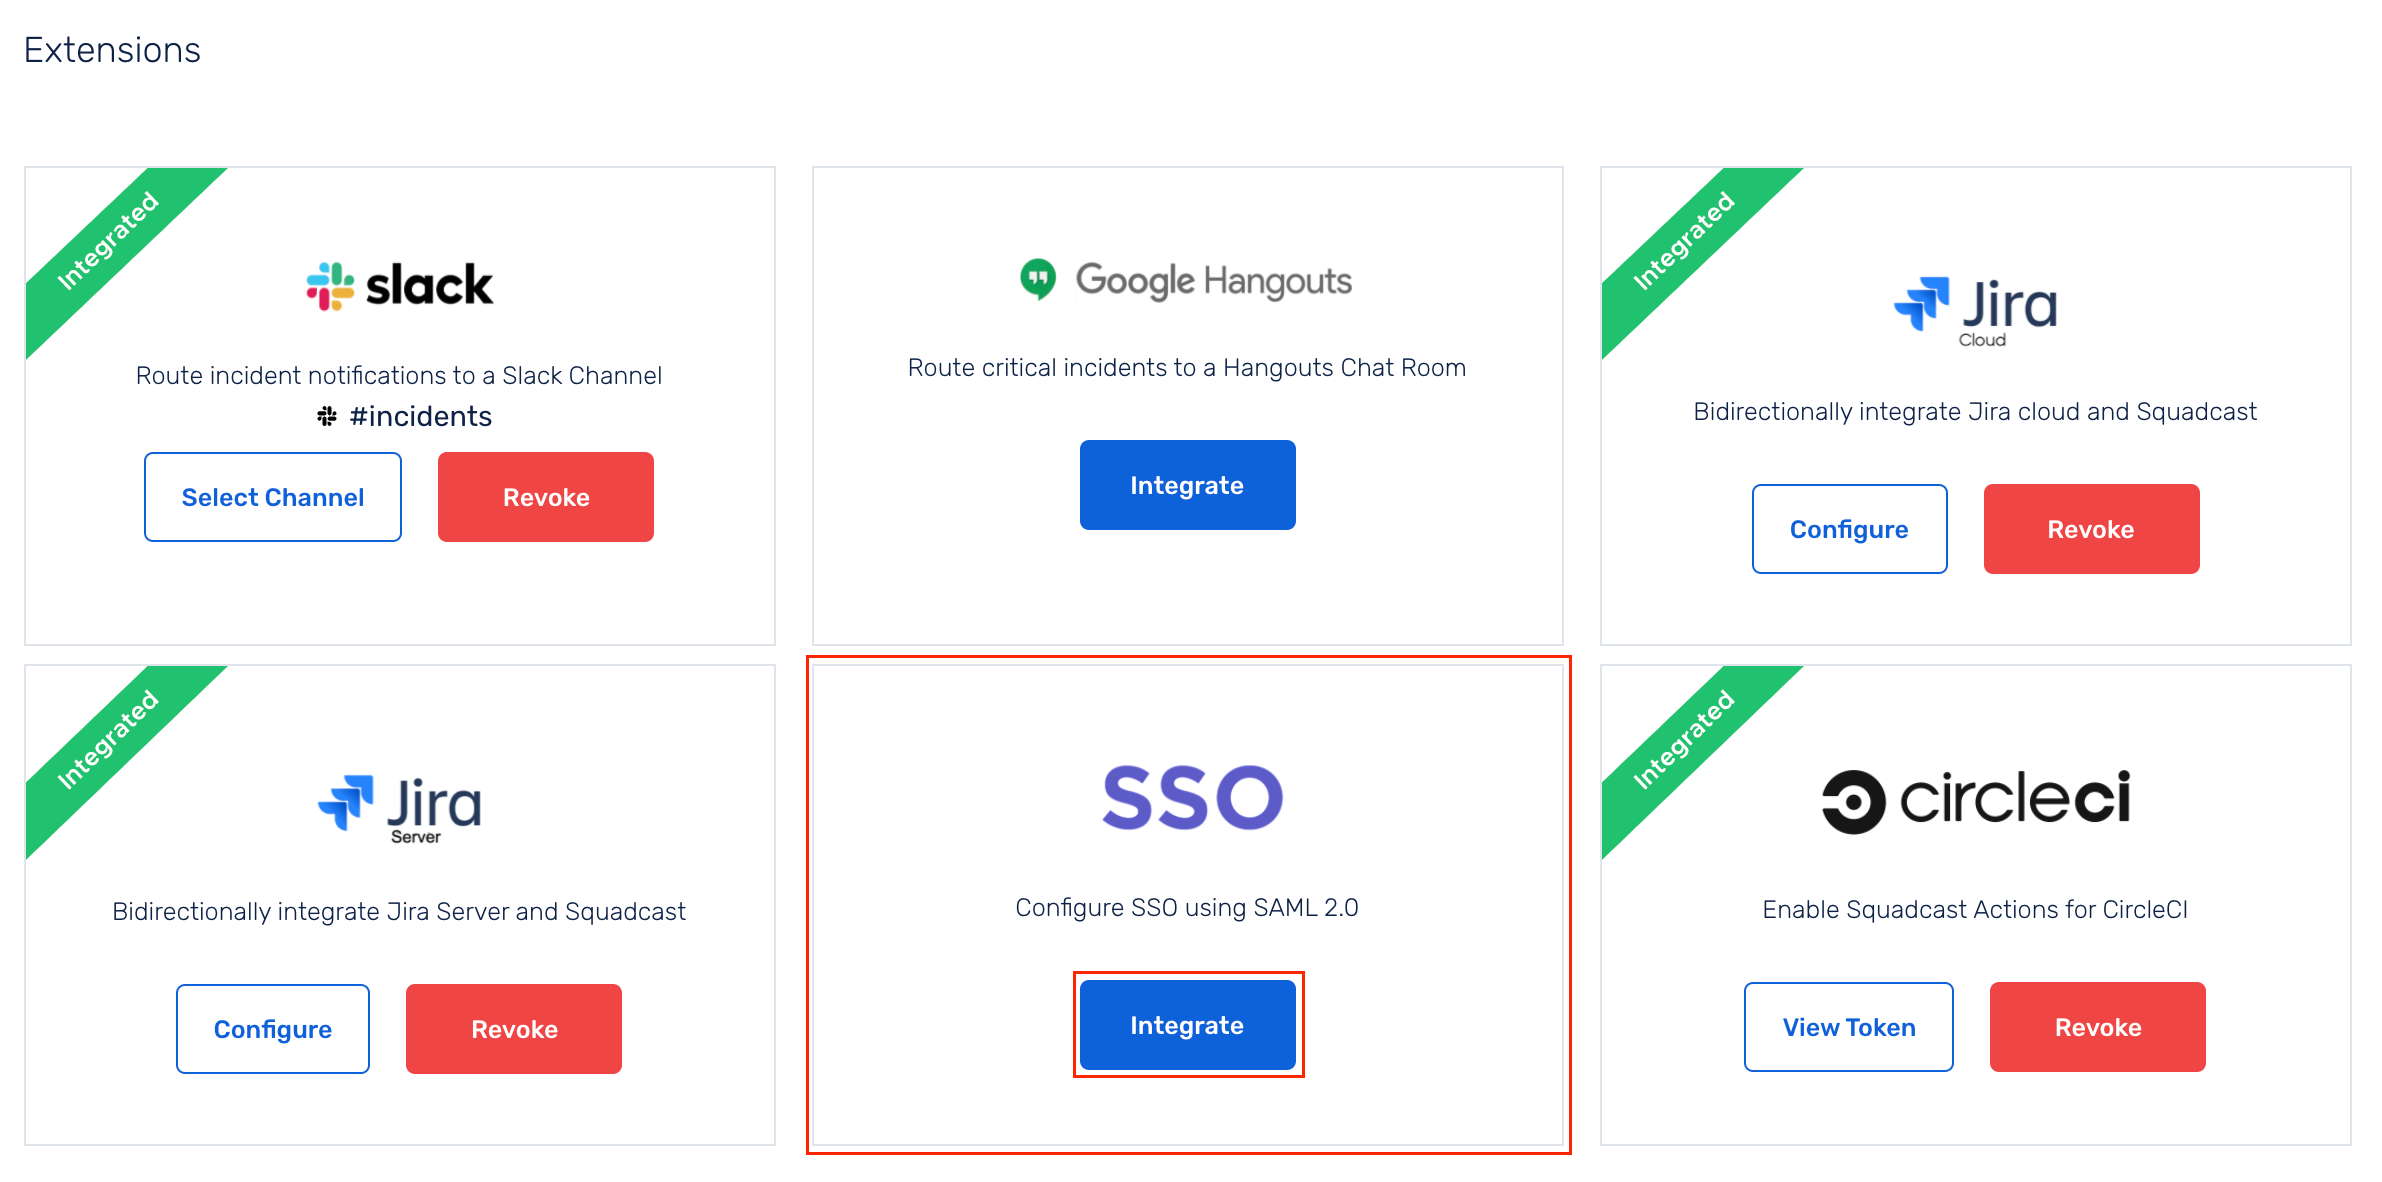 Extensions
Integrated
slack
Route incident notifications to a Slack Channel
#incidents
Select Channel
Revoke
Google Hangouts
Route critical incidents to a Hangouts Chat Room
Integrate
Integrated
Jira
Cloud
Bidirectionally integrate Jira cloud and Squadcast
Configure
Revoke
Integrated
Jira
Server
Bidirectionally integrate Jira Server and Squadcast
Configure
Revoke
SSO
Configure SSO using SAML 2.0
Integrate
Integrated
circleci
Enable Squadcast Actions for CircleCI
View Token
Revoke